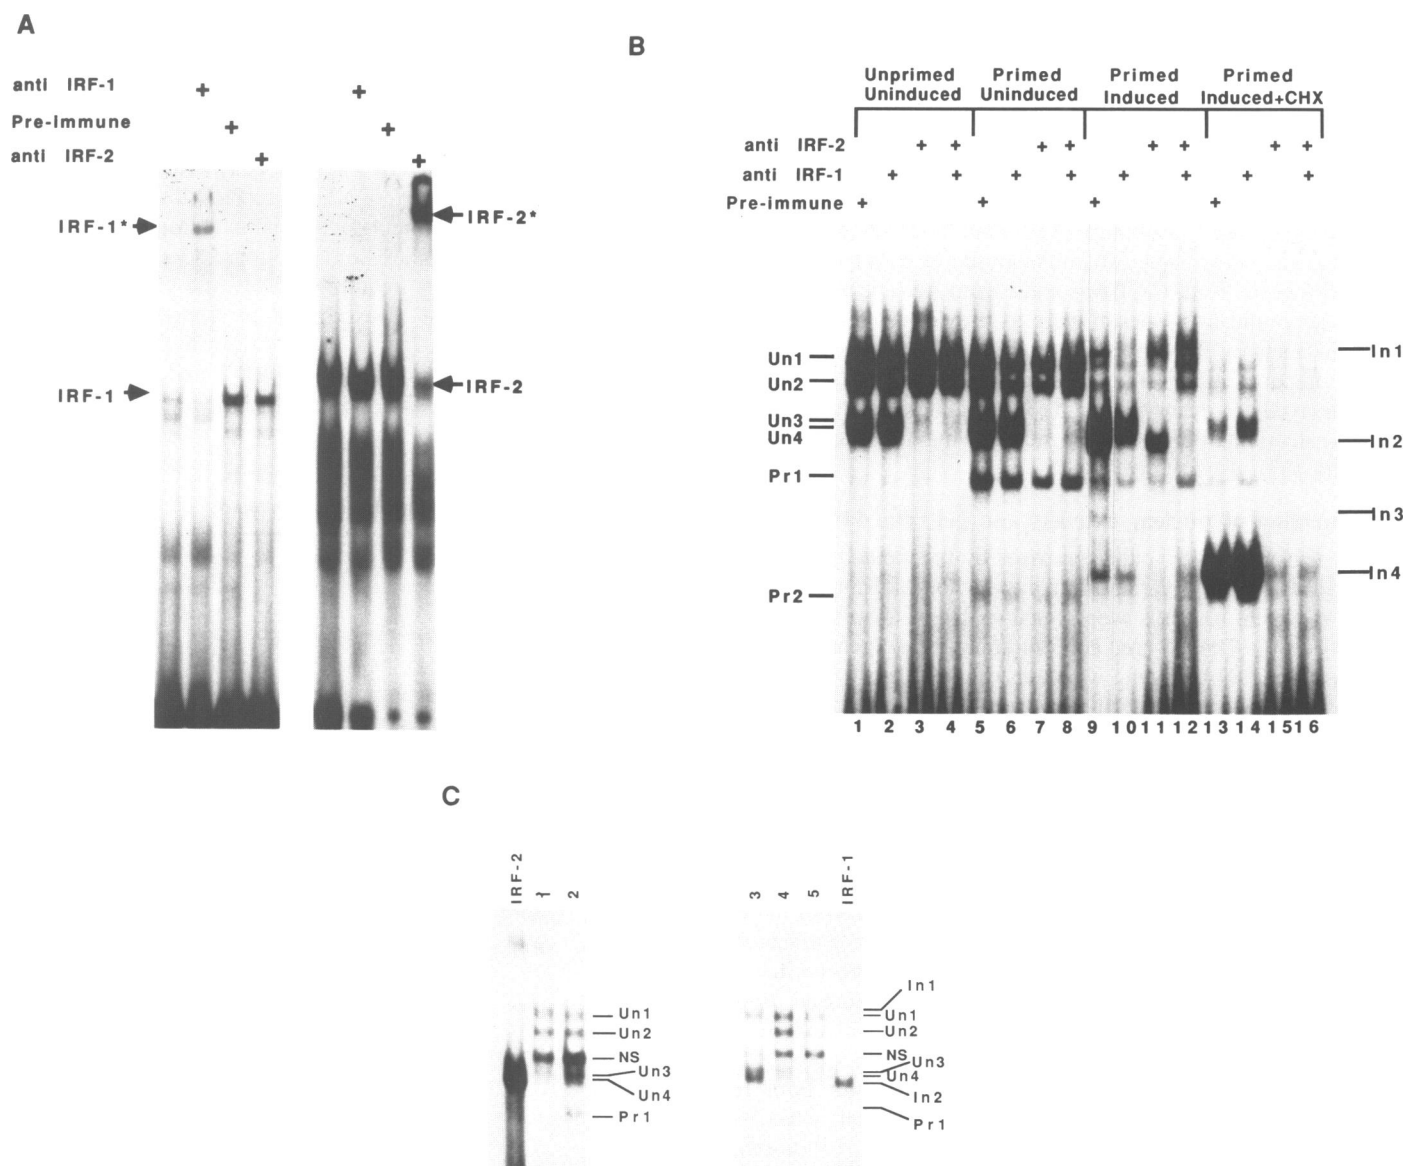 A
anti IRF-1 + +
Pre-Immune + +
anti IRF-2 + +
IRF-1*
IRF-2*
IRF-1
IRF-2
B
Unprimed Uninduced
Primed Uninduced
Primed Induced
Primed Induced+CHX
anti IRF-2 + + + + + + + +
anti IRF-1 + + + + + + + +
Pre-immune + + + +
Un1
Un2
Un3
Un4
Pr1
Pr2
In1
In2
In3
In4
1 2 3 4 5 6 7 8 9 10 11 12 13 14 15 16
C
IRF-2 1 2
Un1
Un2
NS
Un3
Un4
Pr1
3 4 5 IRF-1
In1
Un1
Un2
NS
Un3
Un4
In2
Pr1